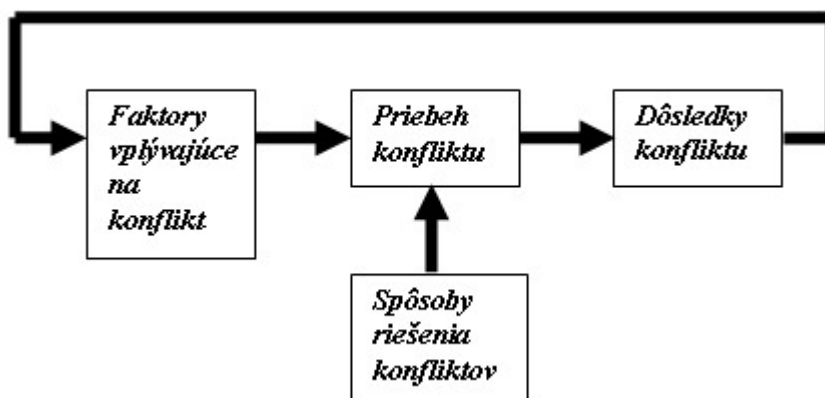 Faktory
vplývajúce
na
konflikt
Priebeh
konfliktu
Dôsledky
konfliktu
Spôsoby
riešenia
konfliktov